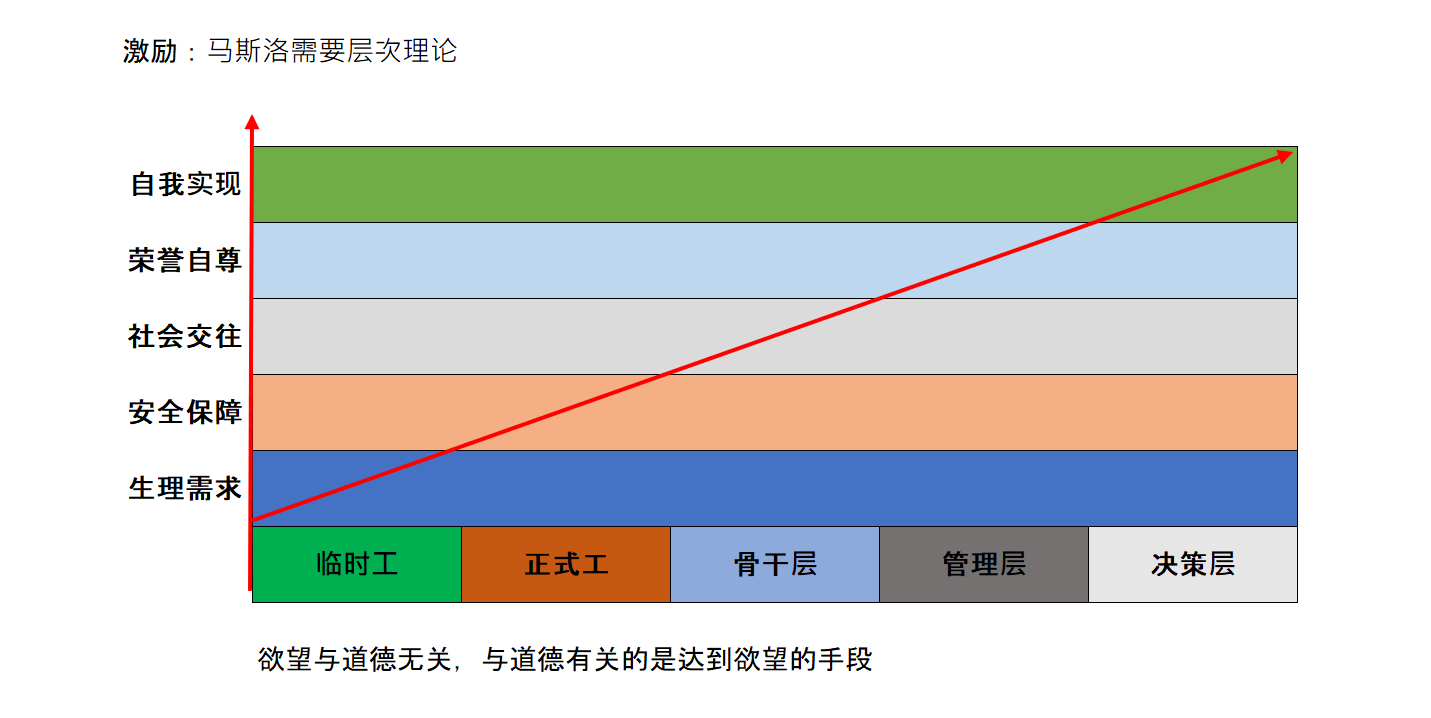 激励：马斯洛需要层次理论
自我实现
荣誉自尊
社会交往
安全保障
生理需求
临时工 正式工 骨干层 管理层 决策层
欲望与道德无关，与道德有关的是达到欲望的手段